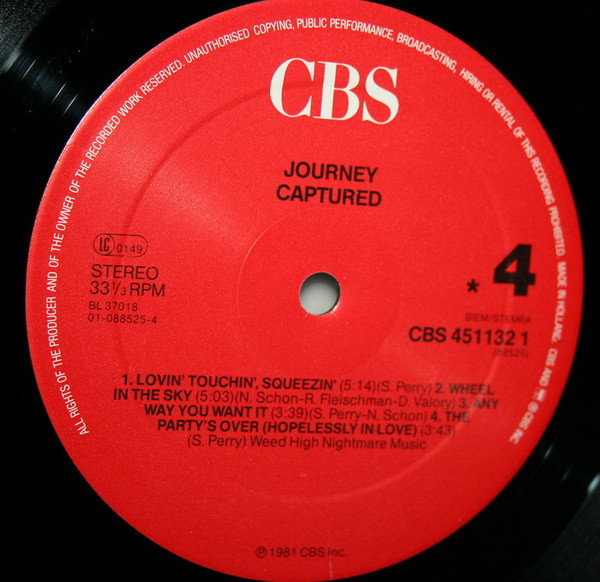 ALL RIGHTS OF THE PRODUCER AND OF THE OWNER OF THE RECORDED WORK RESERVED. UNAUTHORISED COPYING, PUBLIC PERFORMANCE, BROADCASTING, HIRING OR RENTAL OF THIS RECORDING PROHIBITED. MADE IN HOLLAND. CBS AND ® CBS INC
CBS
JOURNEY
CAPTURED
LC 0149
STEREO
33 1/3 RPM
BL 37018
01-088525-4
* 4
BIEM/STEMRA
CBS 451132 1
(88525)
1. LOVIN' TOUCHIN', SQUEEZIN' (5:14)(S. Perry) 2. WHEEL
IN THE SKY (5:03)(N. Schon-R. Fleischman-D. Valory) 3. ANY
WAY YOU WANT IT (3:39)(S. Perry-N. Schon) 4. THE
PARTY'S OVER (HOPELESSLY IN LOVE) (3:43)
(S. Perry) Weed High Nightmare Music
℗ 1981 CBS Inc.